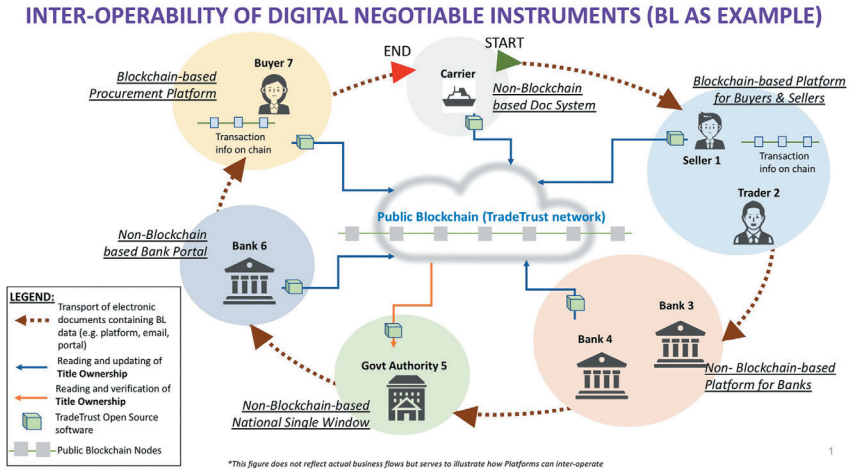 INTER-OPERABILITY OF DIGITAL NEGOTIABLE INSTRUMENTS (BL AS EXAMPLE)
END
START
Buyer 7
Blockchain-based
Procurement Platform
Transaction
info on chain
Carrier
Non-Blockchain
based Doc System
Blockchain-based Platform
for Buyers & Sellers
Seller 1
Transaction
info on chain
Trader 2
Public Blockchain (TradeTrust network)
Non-Blockchain
based Bank Portal
Bank 6
Bank 3
Bank 4
Non- Blockchain-based
Platform for Banks
Govt Authority 5
Non-Blockchain-based
National Single Window
LEGEND:
Transport of electronic
documents containing BL
data (e.g. platform, email,
portal)
Reading and updating of
Title Ownership
Reading and verification of
Title Ownership
TradeTrust Open Source
software
Public Blockchain Nodes
*This figure does not reflect actual business flows but serves to illustrate how Platforms can inter-operate
1